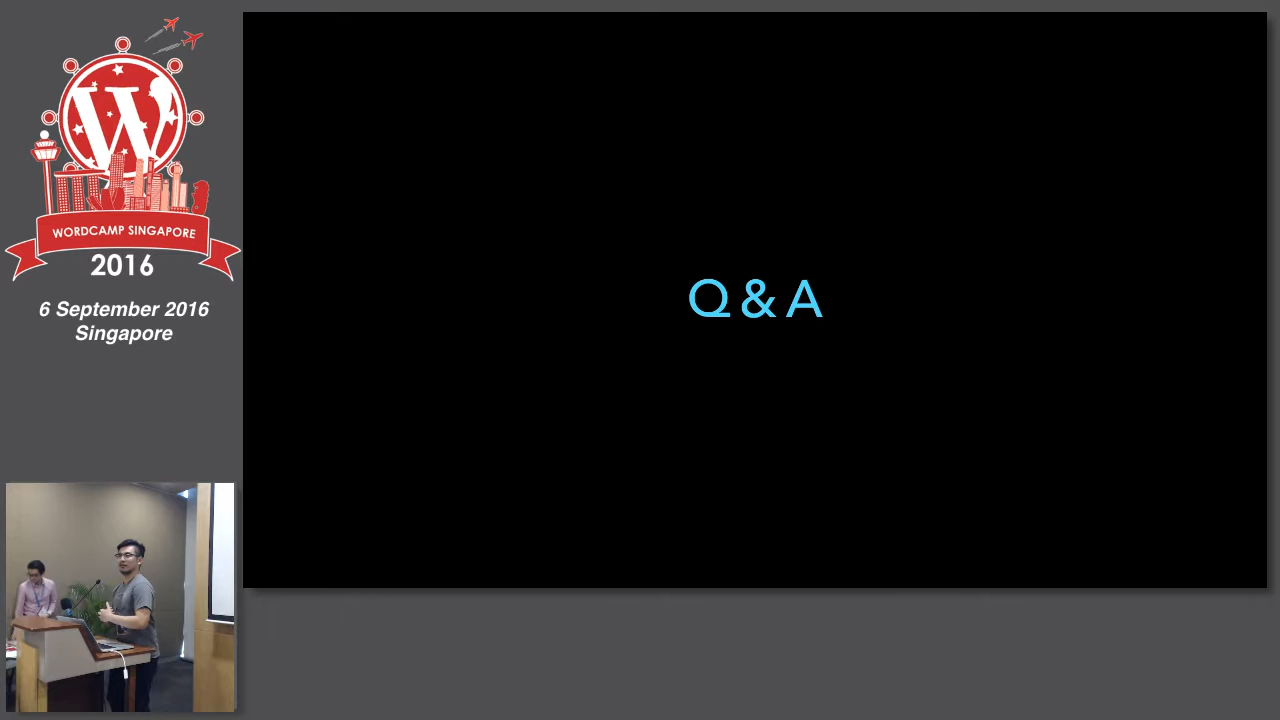 W
WORDCAMP SINGAPORE
2016
6 September 2016
Singapore
Q & A